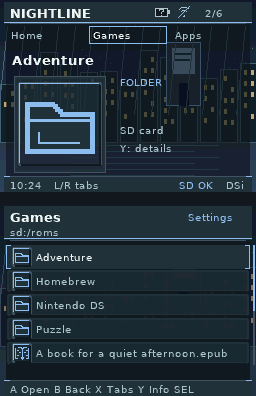 NIGHTLINE 2/6
Home Games Apps
Adventure
FOLDER
SD card
Y: details
10:24 L/R tabs SD OK DSi
Games Settings
sd:/roms
Adventure
Homebrew
Nintendo DS
Puzzle
A book for a quiet afternoon.epub
A Open B Back X Tabs Y Info SEL